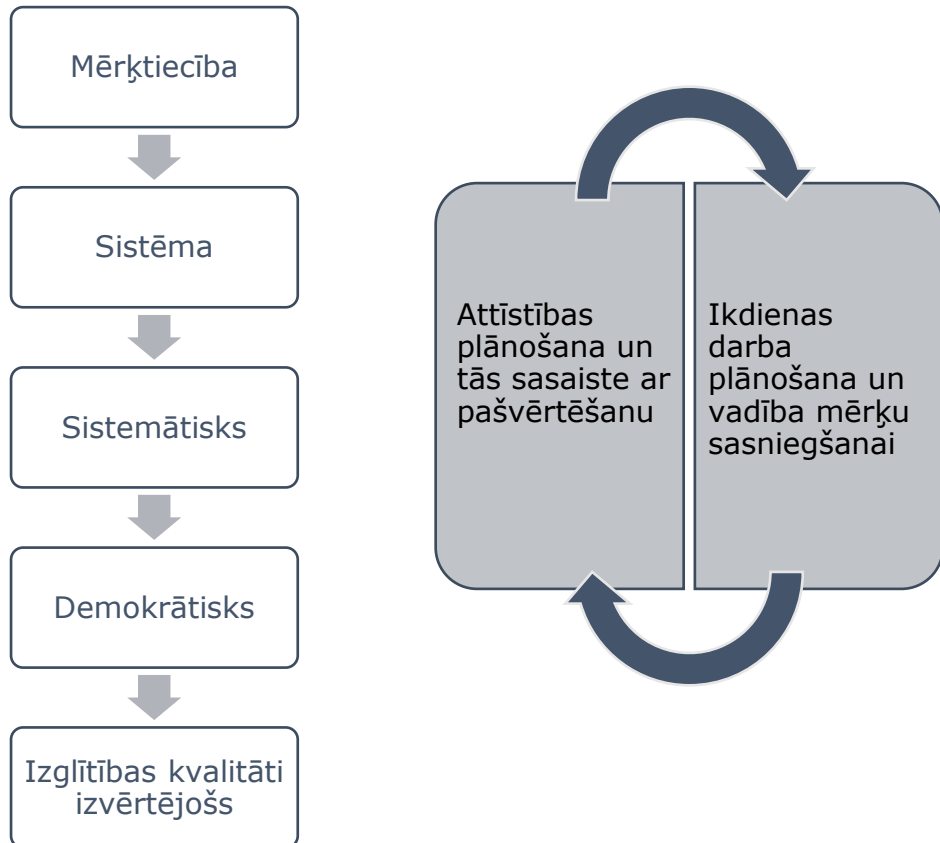 Mērķtiecība
Sistēma
Sistemātisks
Demokrātisks
Izglītības kvalitāti
izvērtējošs
Attīstības
plānošana un
tās sasaiste ar
pašvērtēšanu
Ikdienas
darba
plānošana un
vadība mērķu
sasniegšanai